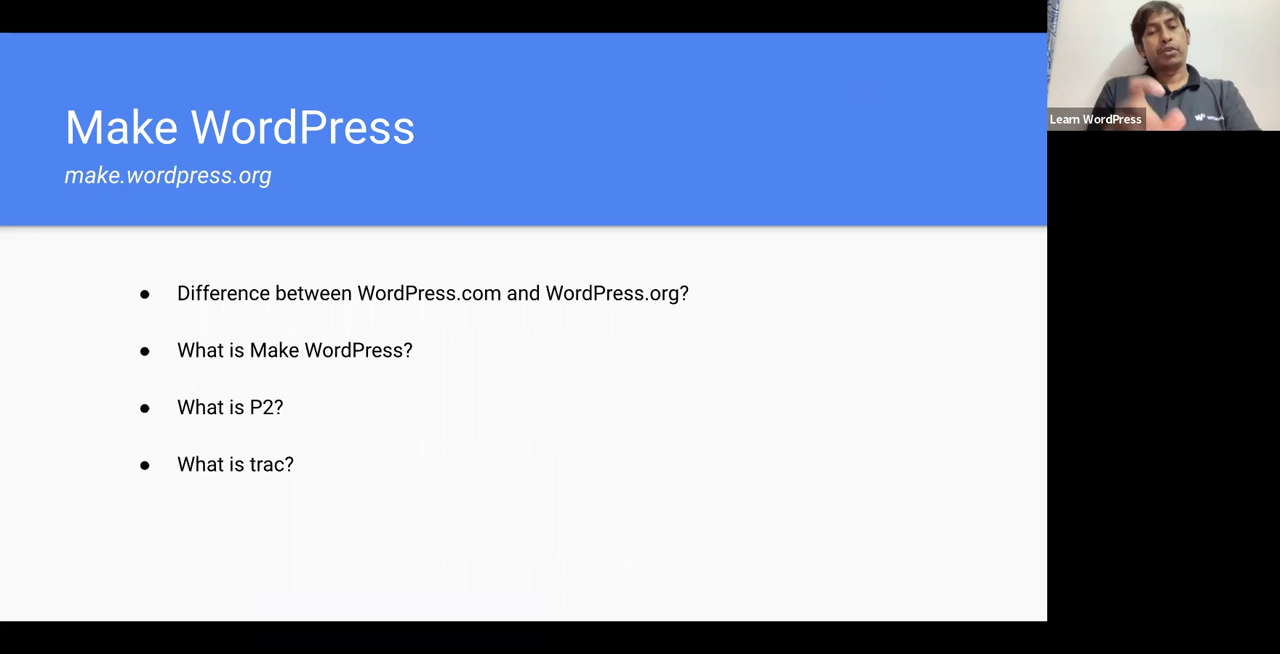 Make WordPress
make.wordpress.org
● Difference between WordPress.com and WordPress.org?
● What is Make WordPress?
● What is P2?
● What is trac?
Learn WordPress